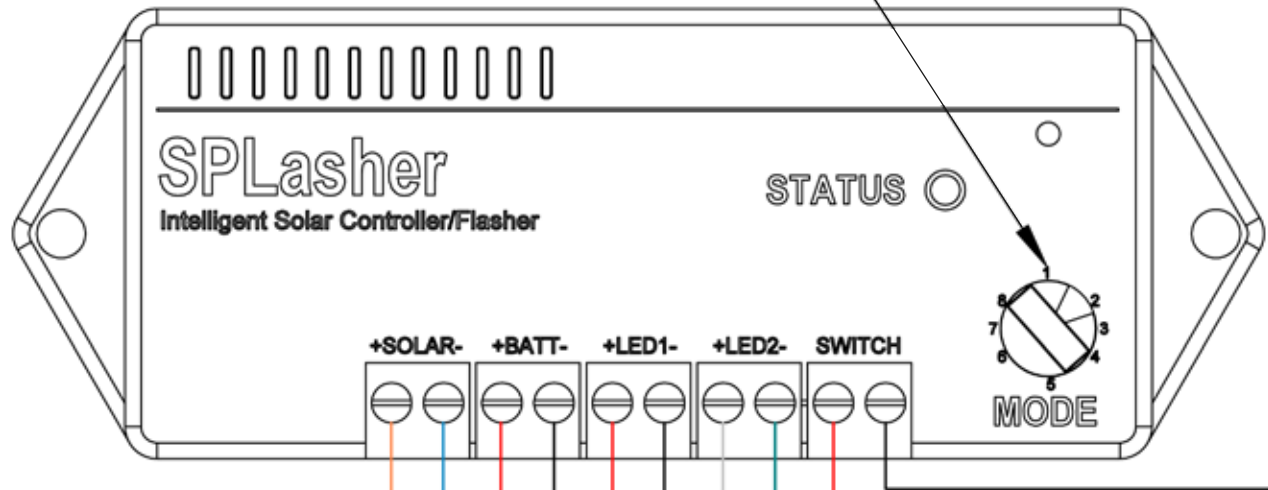 SPLasher
Intelligent Solar Controller/Flasher
STATUS
1
8 2
7 3
6 4
5
MODE
+SOLAR- +BATT- +LED1- +LED2- SWITCH